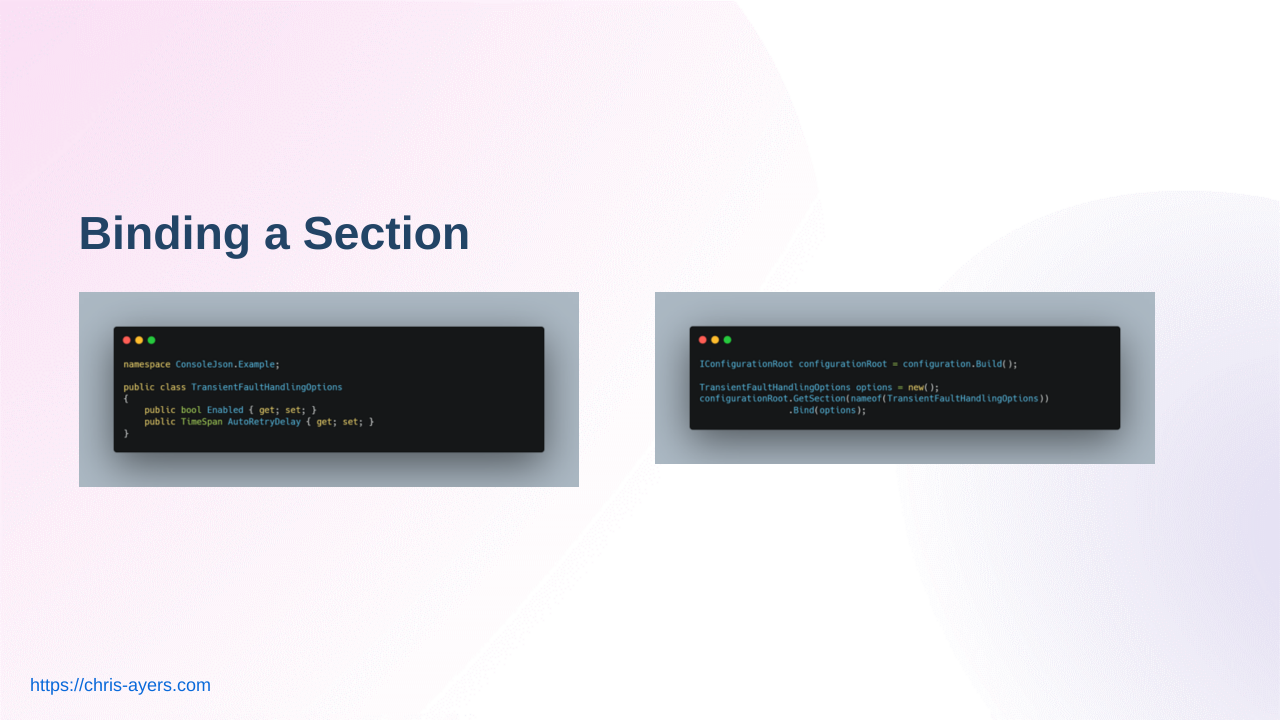 Binding a Section
namespace ConsoleJson.Example;
public class TransientFaultHandlingOptions
{
    public bool Enabled { get; set; }
    public TimeSpan AutoRetryDelay { get; set; }
}
IConfigurationRoot configurationRoot = configuration.Build();
TransientFaultHandlingOptions options = new();
configurationRoot.GetSection(nameof(TransientFaultHandlingOptions))
                 .Bind(options);
https://chris-ayers.com